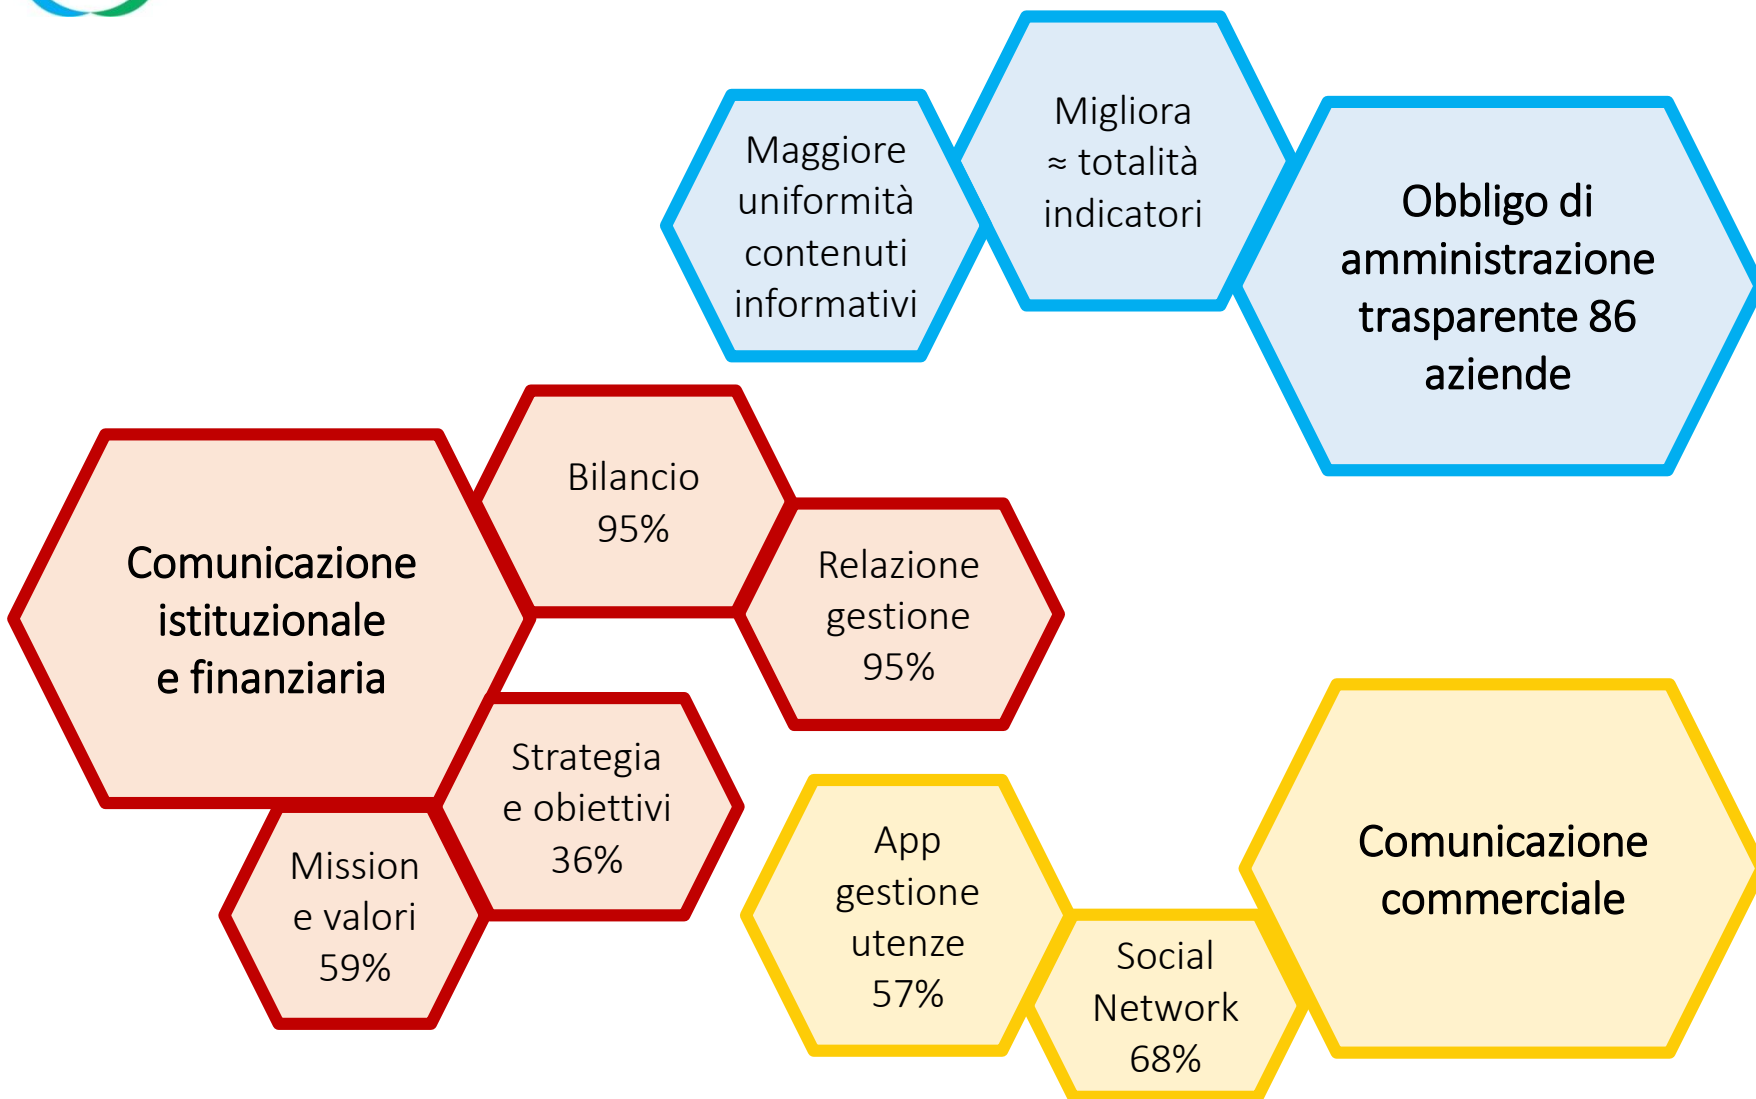 Maggiore
uniformità
contenuti
informativi
Migliora
≈ totalità
indicatori
Obbligo di
amministrazione
trasparente 86
aziende
Comunicazione
istituzionale
e finanziaria
Bilancio
95%
Relazione
gestione
95%
Strategia
e obiettivi
36%
Mission
e valori
59%
App
gestione
utenze
57%
Social
Network
68%
Comunicazione
commerciale